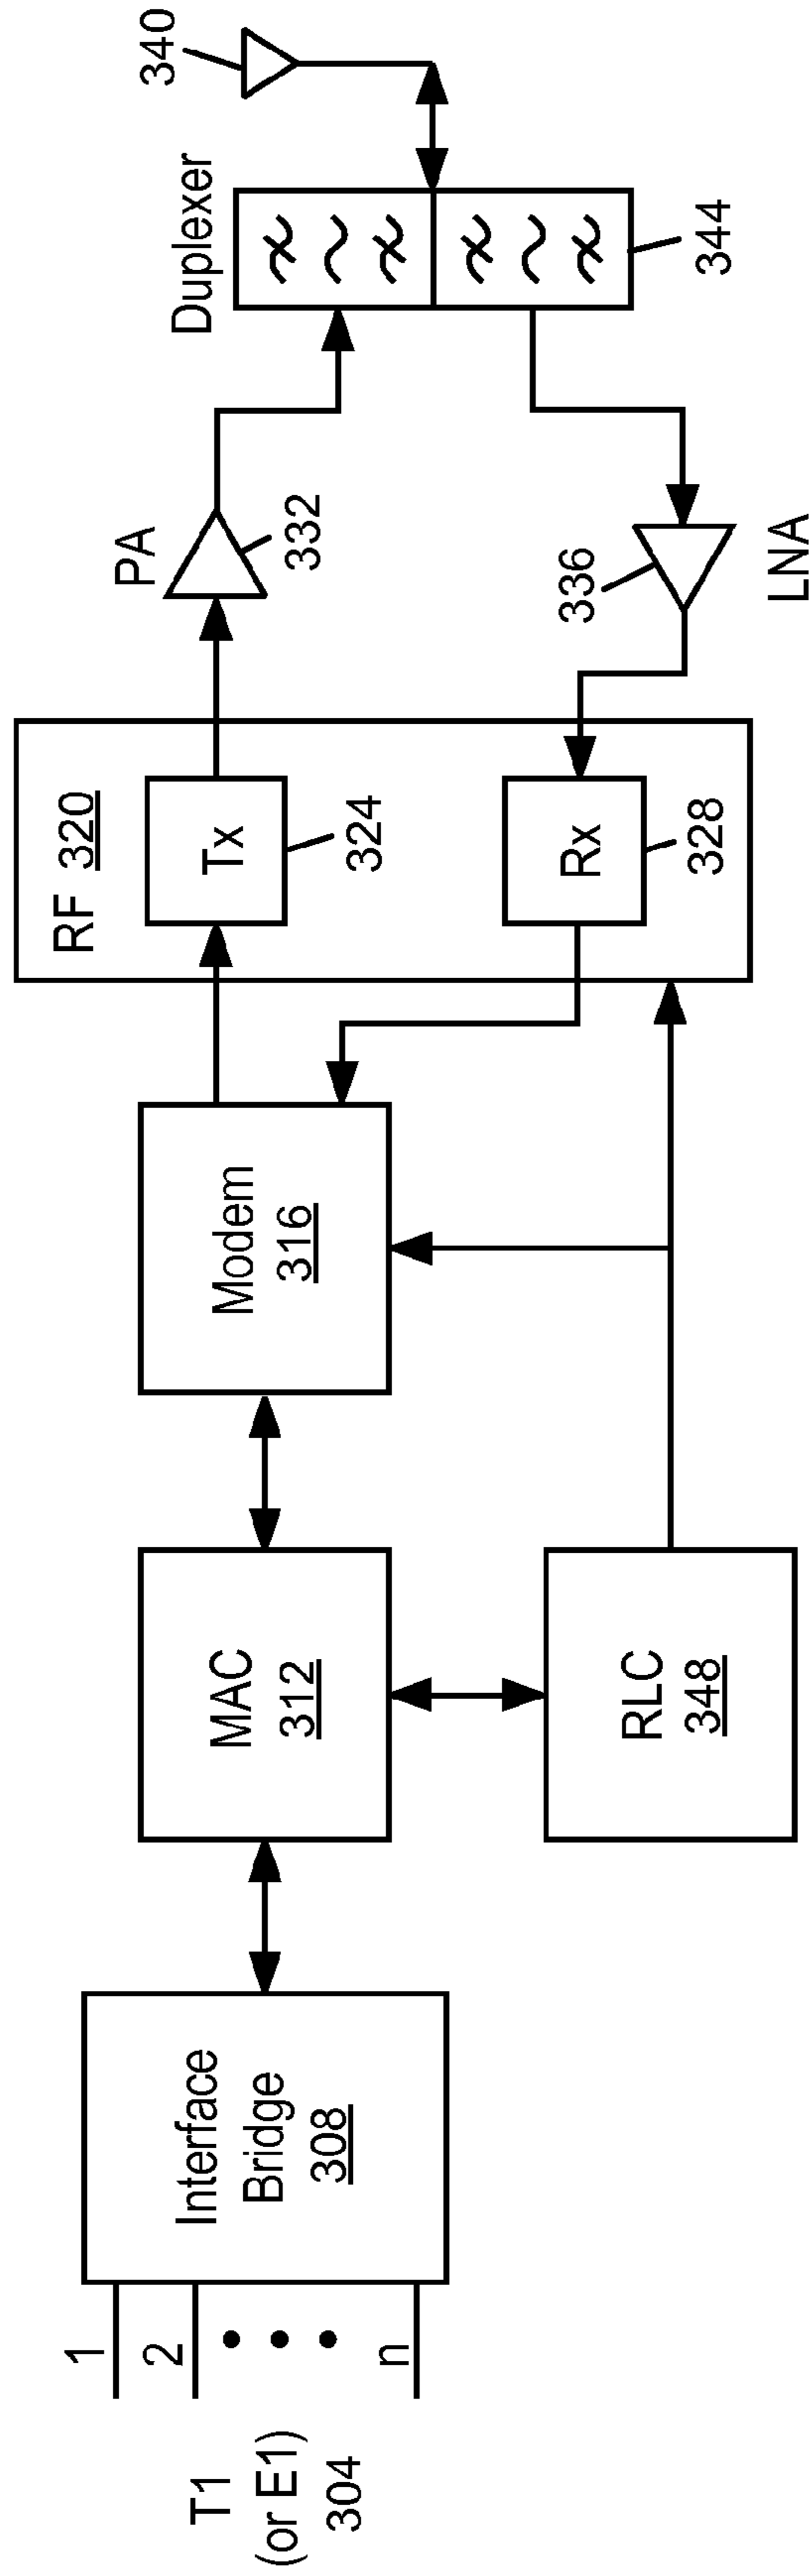 T1
(or E1)
304
1
2
n
Interface
Bridge
308
MAC
312
RLC
348
Modem
316
RF 320
Tx
324
Rx
328
PA
332
336
LNA
Duplexer
344
340